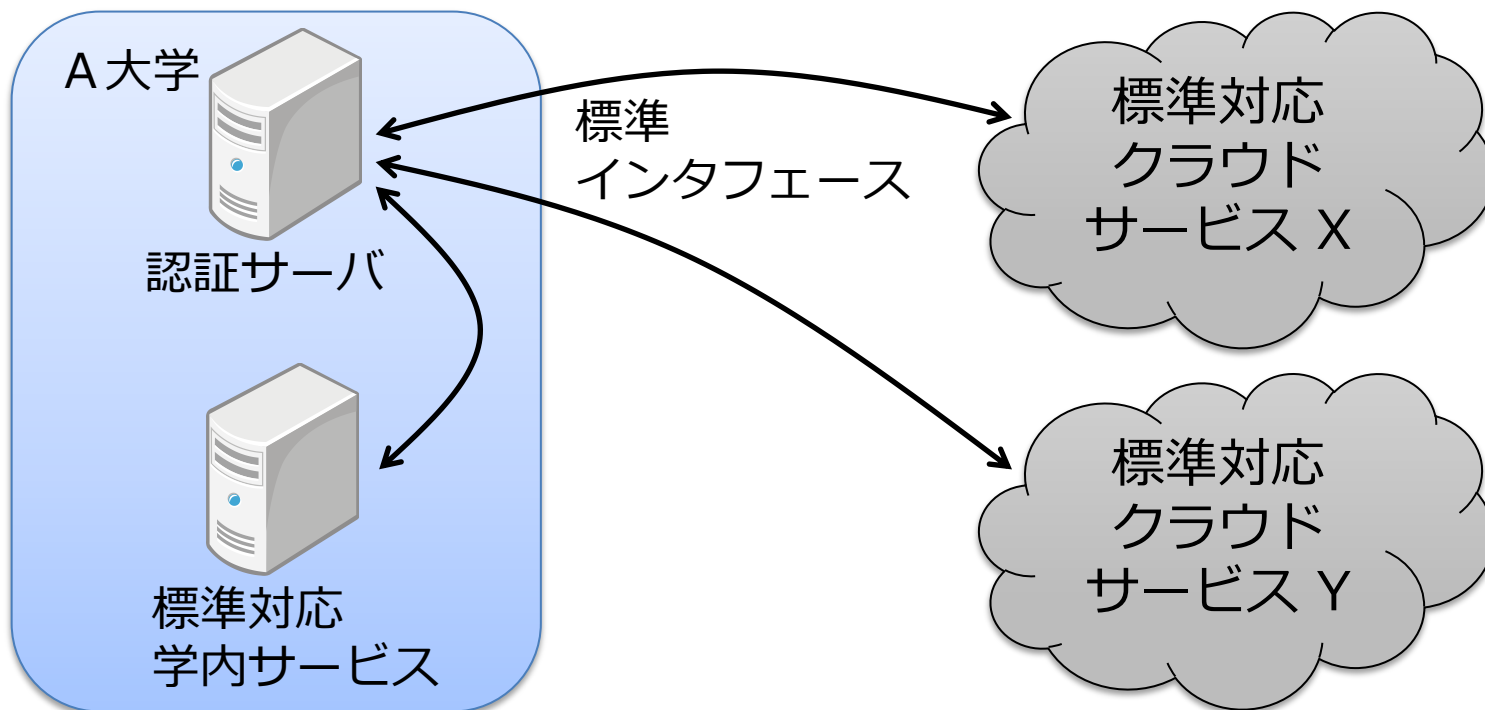 A大学
認証サーバ
標準対応
学内サービス
標準
インタフェース
標準対応
クラウド
サービス X
標準対応
クラウド
サービス Y